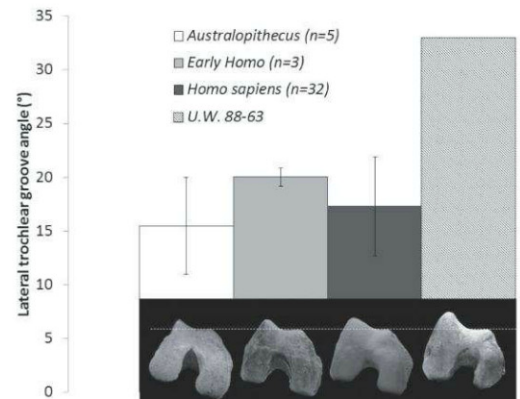 Lateral trochlear groove angle (°)
35
30
25
20
15
10
5
0
Australopithecus (n=5)
Early Homo (n=3)
Homo sapiens (n=32)
U.W. 88-63